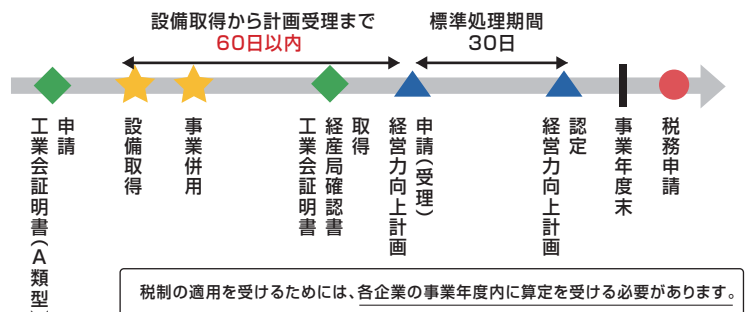 設備取得から計画受理まで
60日以内
標準処理期間
30日
申請
工業会証明書(A類型
設備取得
事業併用
取得
経産局確認書
工業会証明書
申請(受理)
経営力向上計画
認定
経営力向上計画
事業年度末
税務申請
税制の適用を受けるためには、各企業の事業年度内に算定を受ける必要があります。